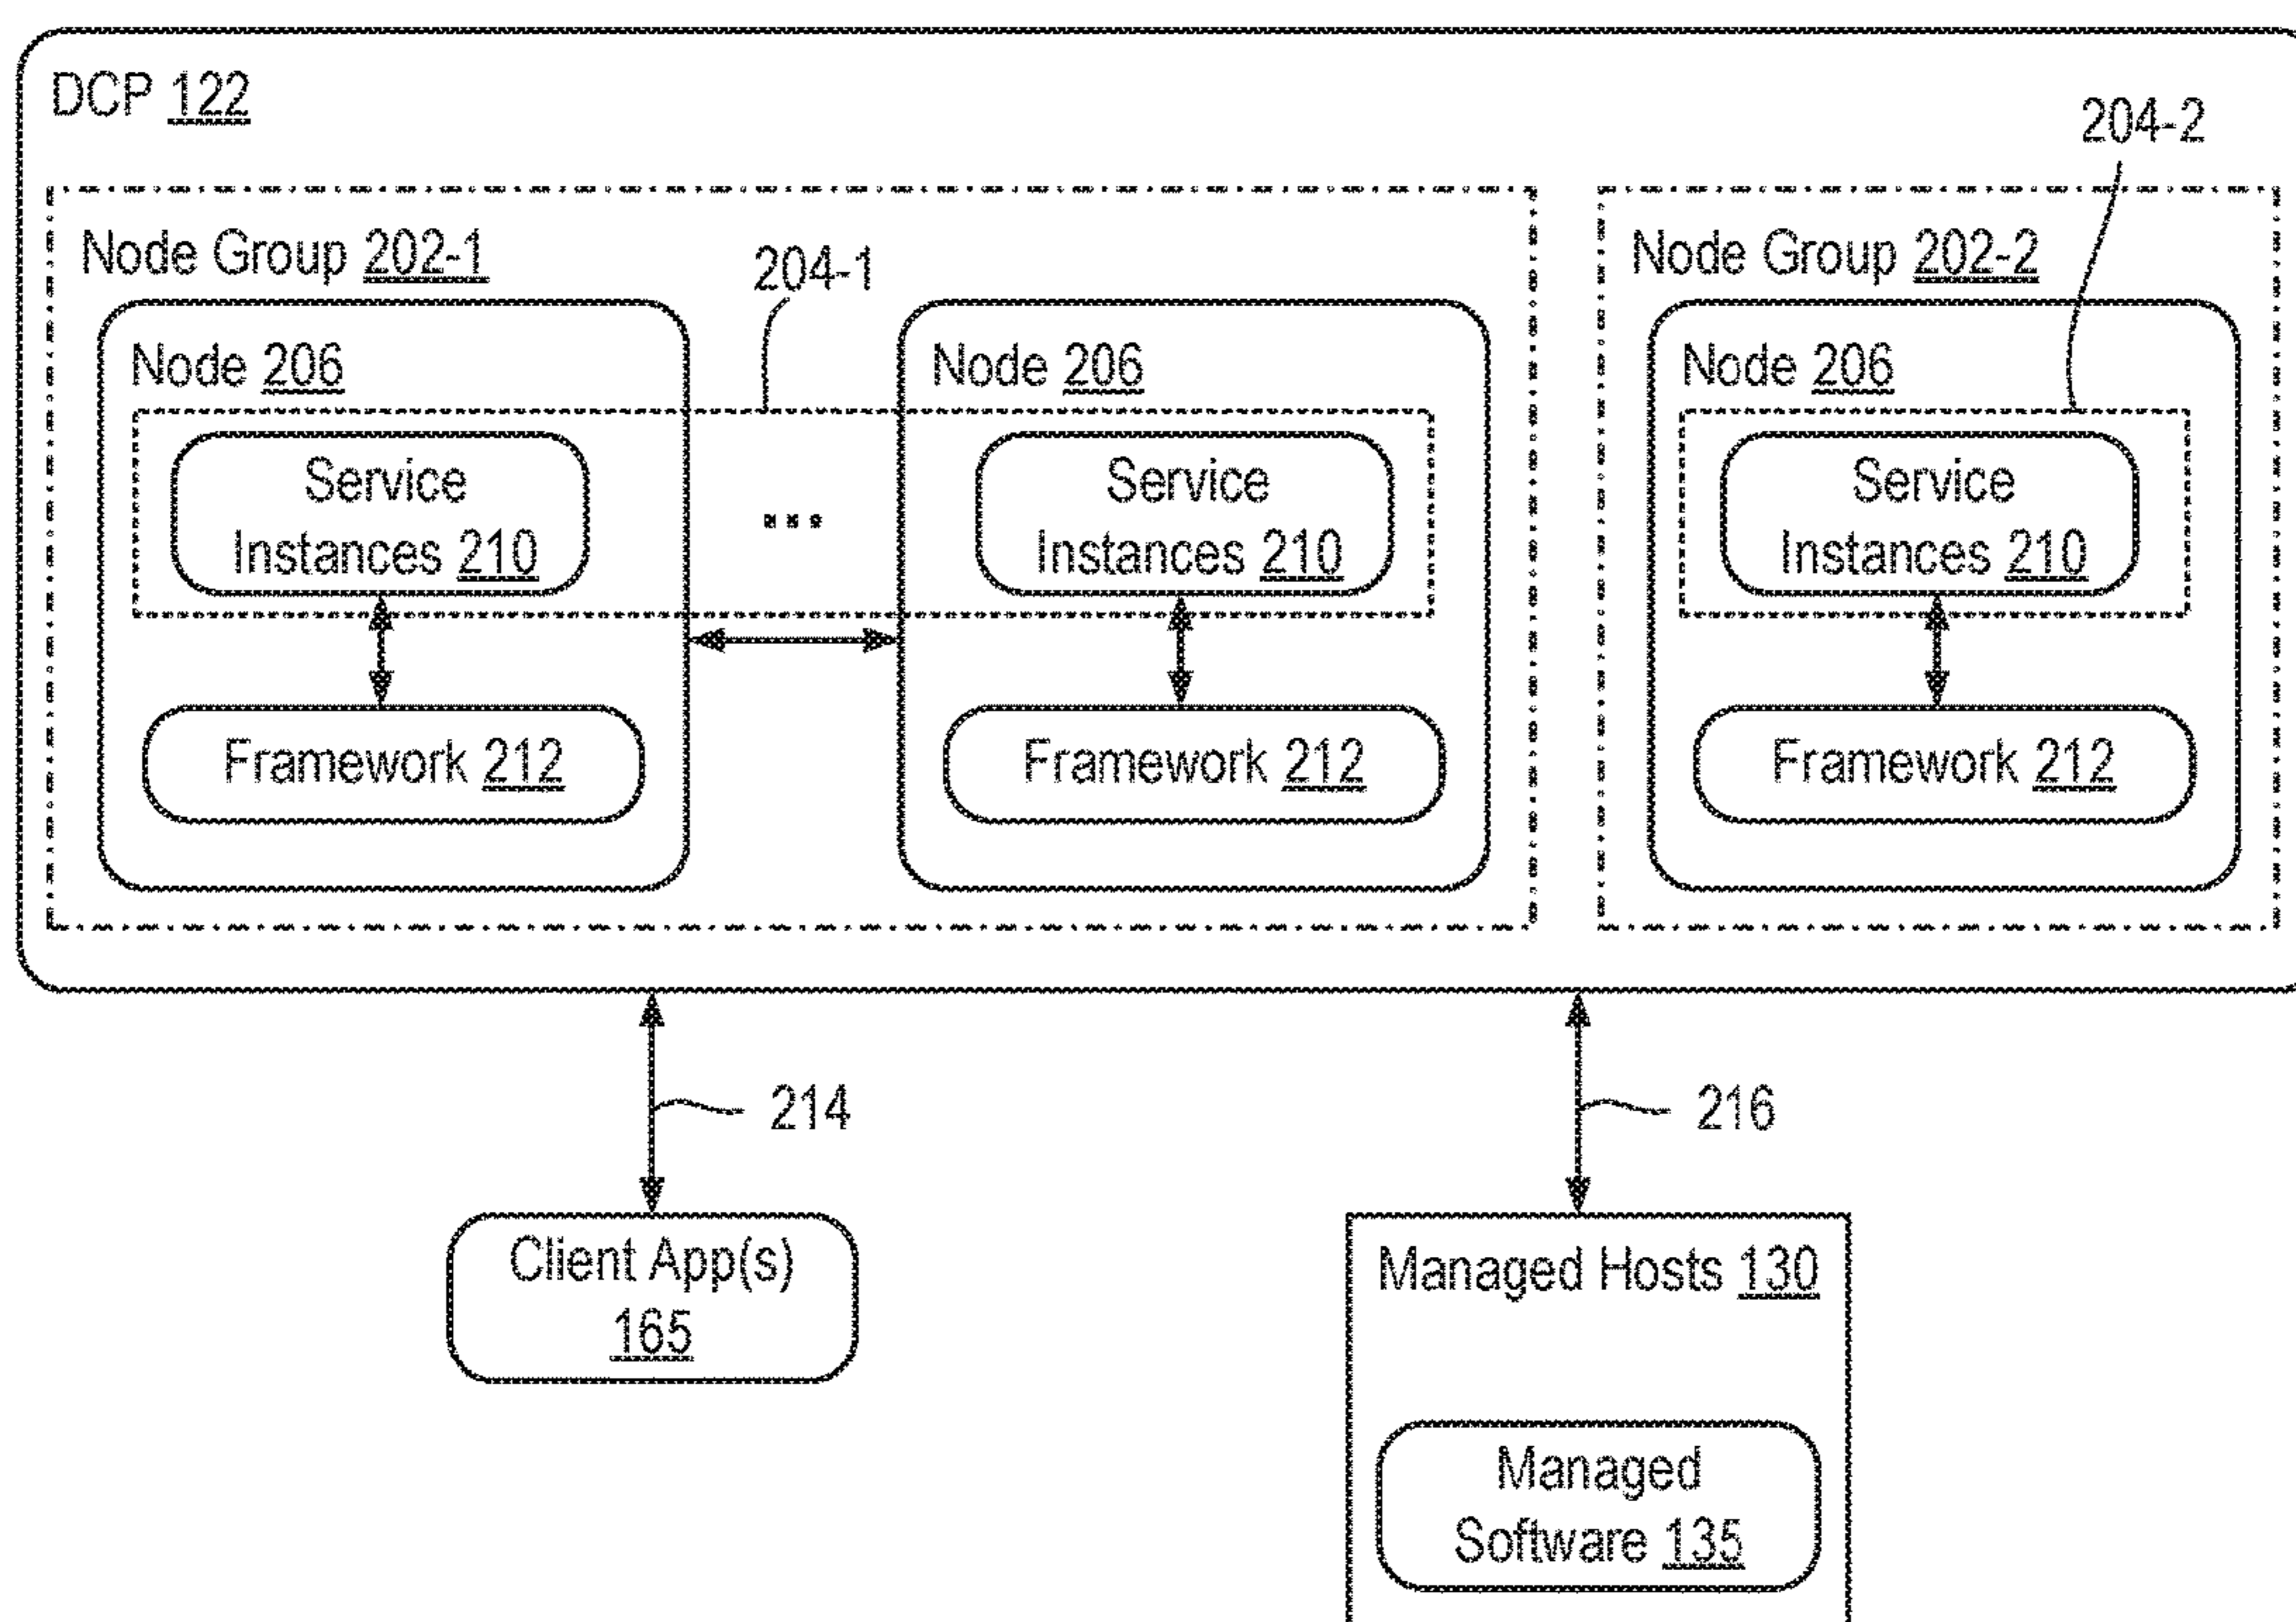 DCP 122
204-2
Node Group 202-1
204-1
Node Group 202-2
Node 206
Node 206
Node 206
Service
Instances 210
...
Service
Instances 210
Service
Instances 210
Framework 212
Framework 212
Framework 212
214
216
Client App(s)
165
Managed Hosts 130
Managed
Software 135